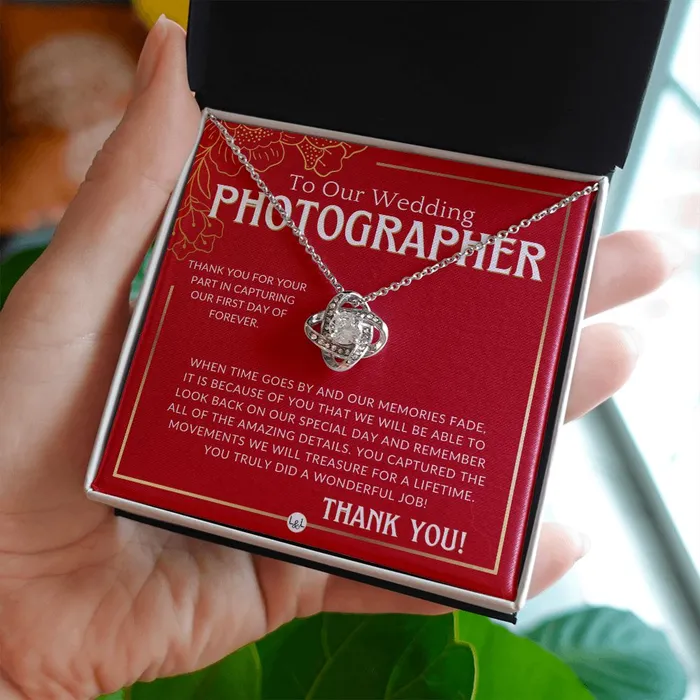 To Our Wedding
PHOTOGRAPHER
THANK YOU FOR YOUR
PART IN CAPTURING
OUR FIRST DAY OF
FOREVER.
WHEN TIME GOES BY AND OUR MEMORIES FADE,
IT IS BECAUSE OF YOU THAT WE WILL BE ABLE TO
LOOK BACK ON OUR SPECIAL DAY AND REMEMBER
ALL OF THE AMAZING DETAILS. YOU CAPTURED THE
MOVEMENTS WE WILL TREASURE FOR A LIFETIME.
YOU TRULY DID A WONDERFUL JOB!
THANK YOU!
L&L